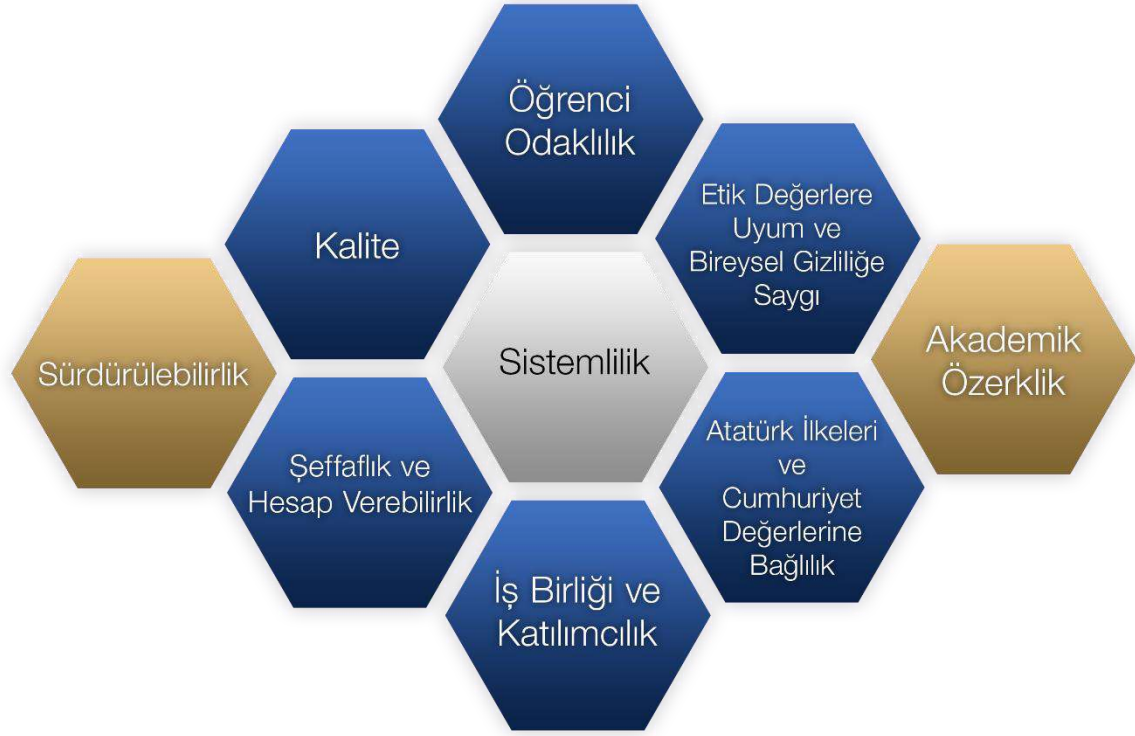 Öğrenci
Odaklılık
Etik Değerlere
Uyum ve
Bireysel Gizliliğe
Saygı
Kalite
Sistemlilik
Sürdürülebilirlik
Akademik
Özerklik
Şeffaflık ve
Hesap Verebilirlik
Atatürk İlkeleri
ve
Cumhuriyet
Değerlerine
Bağlılık
İş Birliği ve
Katılımcılık